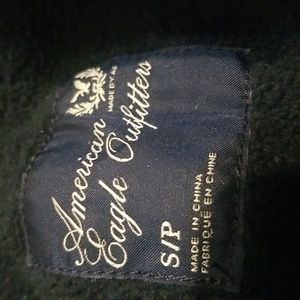 MADE BY AE
American
Eagle Outfitters
S/P
MADE IN CHINA
FABRIQUÉ EN CHINE